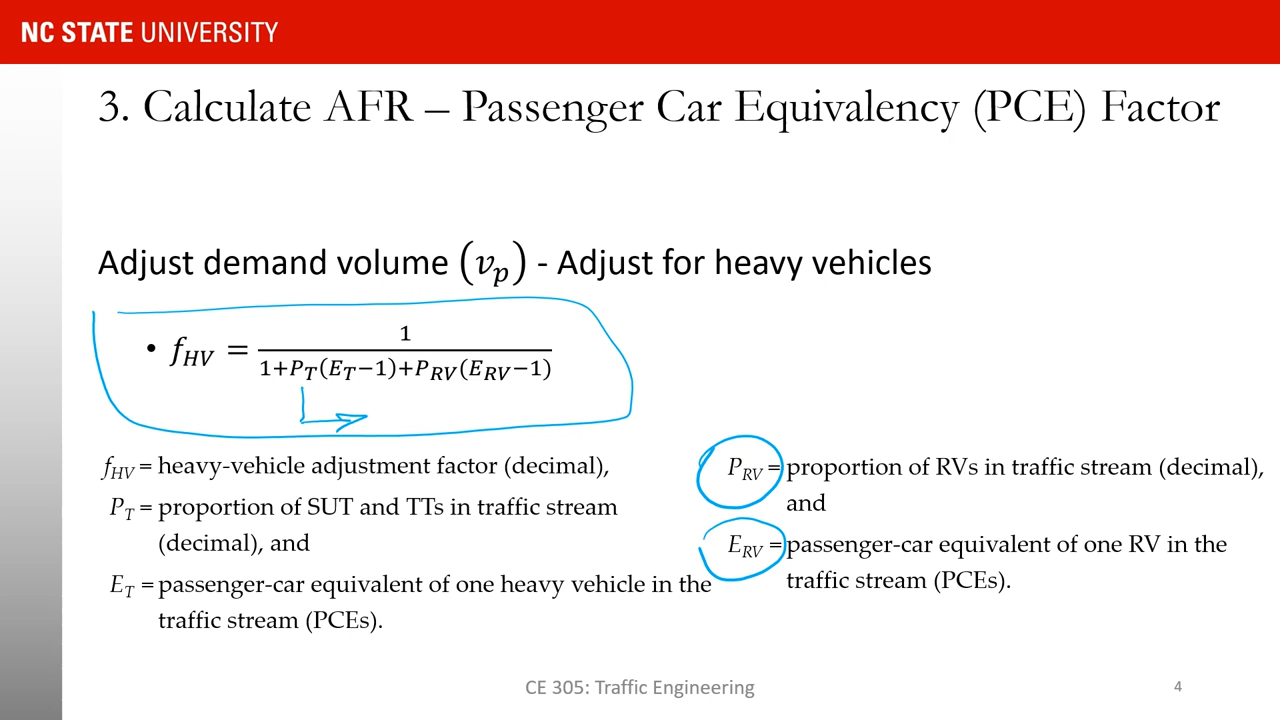 NC STATE UNIVERSITY
3. Calculate AFR – Passenger Car Equivalency (PCE) Factor
Adjust demand volume (v_p) - Adjust for heavy vehicles
• f_HV = 1 / (1+P_T(E_T−1)+P_RV(E_RV−1))
f_HV = heavy-vehicle adjustment factor (decimal),
P_T = proportion of SUT and TTs in traffic stream
(decimal), and
E_T = passenger-car equivalent of one heavy vehicle in the
traffic stream (PCEs).
P_RV = proportion of RVs in traffic stream (decimal),
and
E_RV = passenger-car equivalent of one RV in the
traffic stream (PCEs).
CE 305: Traffic Engineering
4